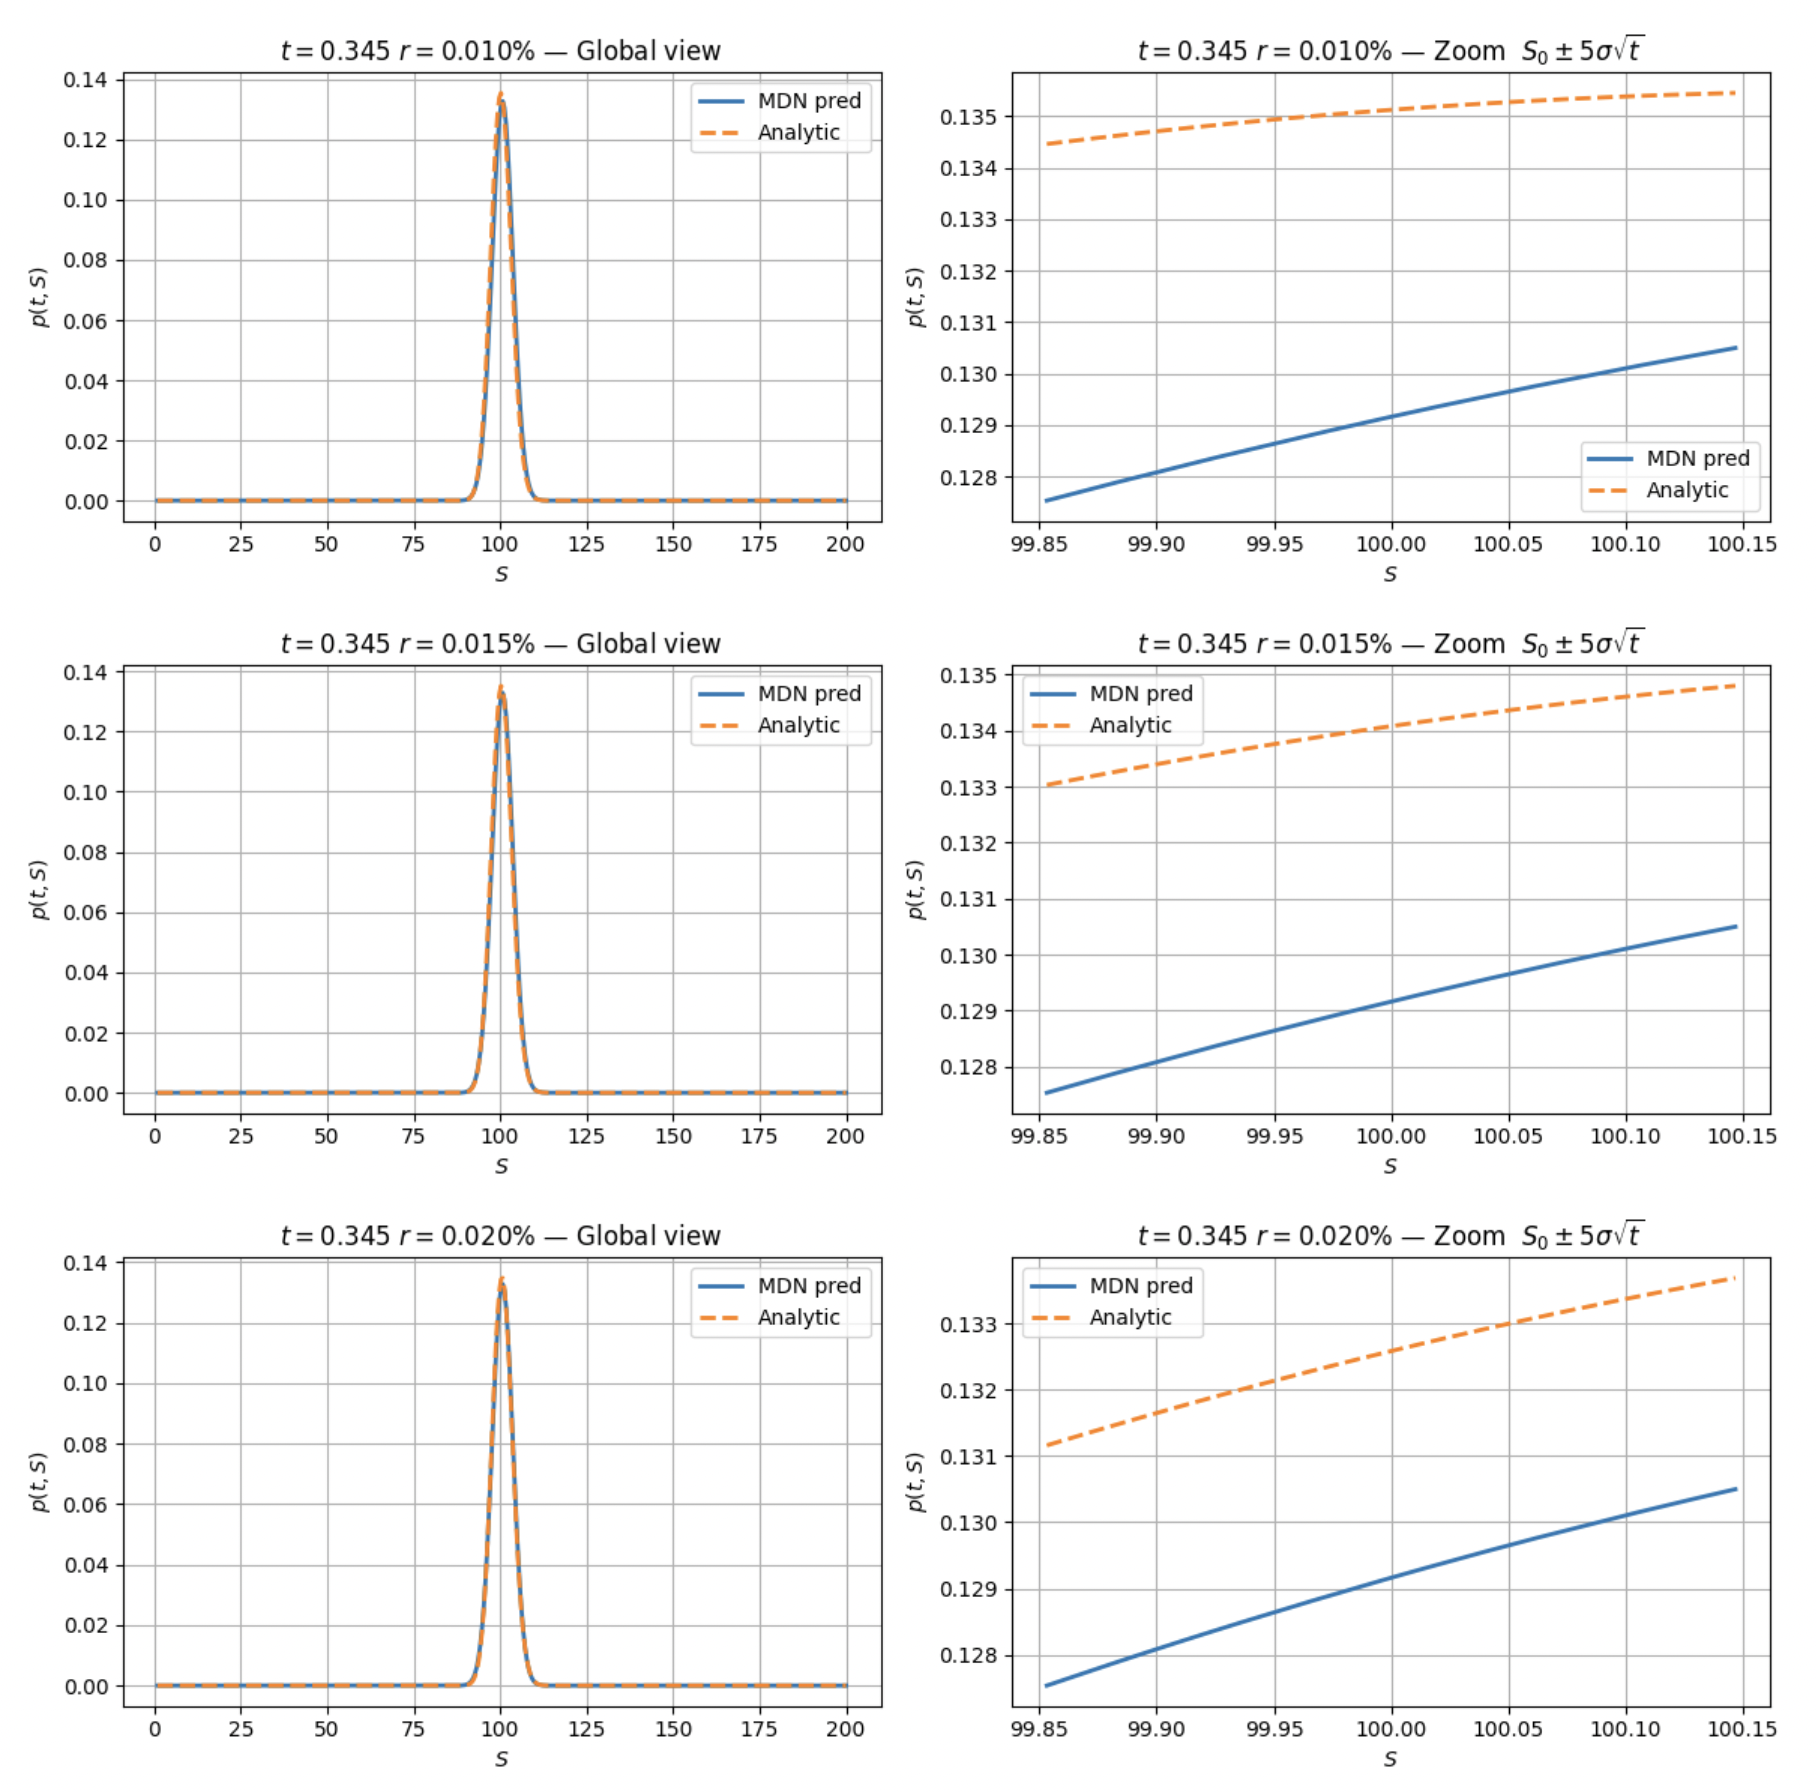 t = 0.345 r = 0.010% — Global view
0.14
0.12
0.10
0.08
0.06
0.04
0.02
0.00
p(t, S)
MDN pred
Analytic
0 25 50 75 100 125 150 175 200
S
t = 0.345 r = 0.010% — Zoom S₀ ± 5σ√t
0.135
0.134
0.133
0.132
0.131
0.130
0.129
0.128
p(t, S)
MDN pred
Analytic
99.85 99.90 99.95 100.00 100.05 100.10 100.15
S
t = 0.345 r = 0.015% — Global view
0.14
0.12
0.10
0.08
0.06
0.04
0.02
0.00
p(t, S)
MDN pred
Analytic
0 25 50 75 100 125 150 175 200
S
t = 0.345 r = 0.015% — Zoom S₀ ± 5σ√t
0.135
0.134
0.133
0.132
0.131
0.130
0.129
0.128
p(t, S)
MDN pred
Analytic
99.85 99.90 99.95 100.00 100.05 100.10 100.15
S
t = 0.345 r = 0.020% — Global view
0.14
0.12
0.10
0.08
0.06
0.04
0.02
0.00
p(t, S)
MDN pred
Analytic
0 25 50 75 100 125 150 175 200
S
t = 0.345 r = 0.020% — Zoom S₀ ± 5σ√t
0.133
0.132
0.131
0.130
0.129
0.128
p(t, S)
MDN pred
Analytic
99.85 99.90 99.95 100.00 100.05 100.10 100.15
S